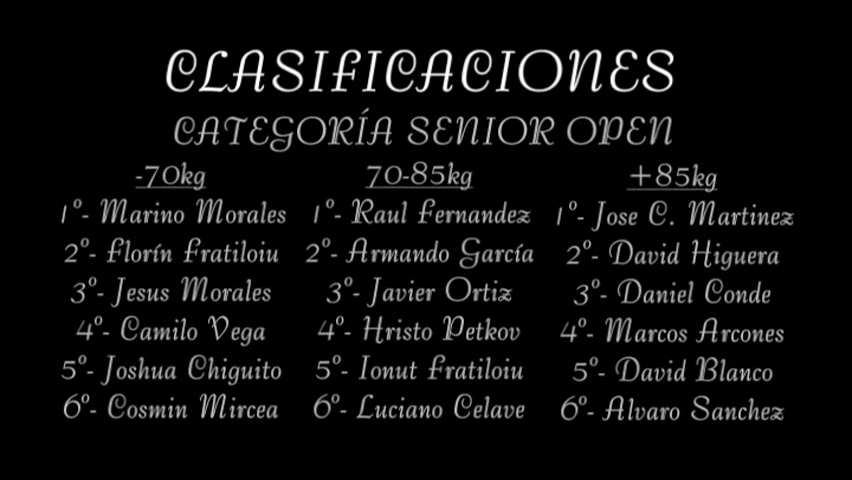 CLASIFICACIONES
CATEGORÍA SENIOR OPEN
-70kg 70-85kg +85kg
1º- Marino Morales 1º- Raul Fernandez 1º- Jose C. Martinez
2º- Florín Fratiloiu 2º- Armando García 2º- David Higuera
3º- Jesus Morales 3º- Javier Ortiz 3º- Daniel Conde
4º- Camilo Vega 4º- Hristo Petkov 4º- Marcos Arcones
5º- Joshua Chiguito 5º- Ionut Fratiloiu 5º- David Blanco
6º- Cosmin Mircea 6º- Luciano Celave 6º- Alvaro Sanchez